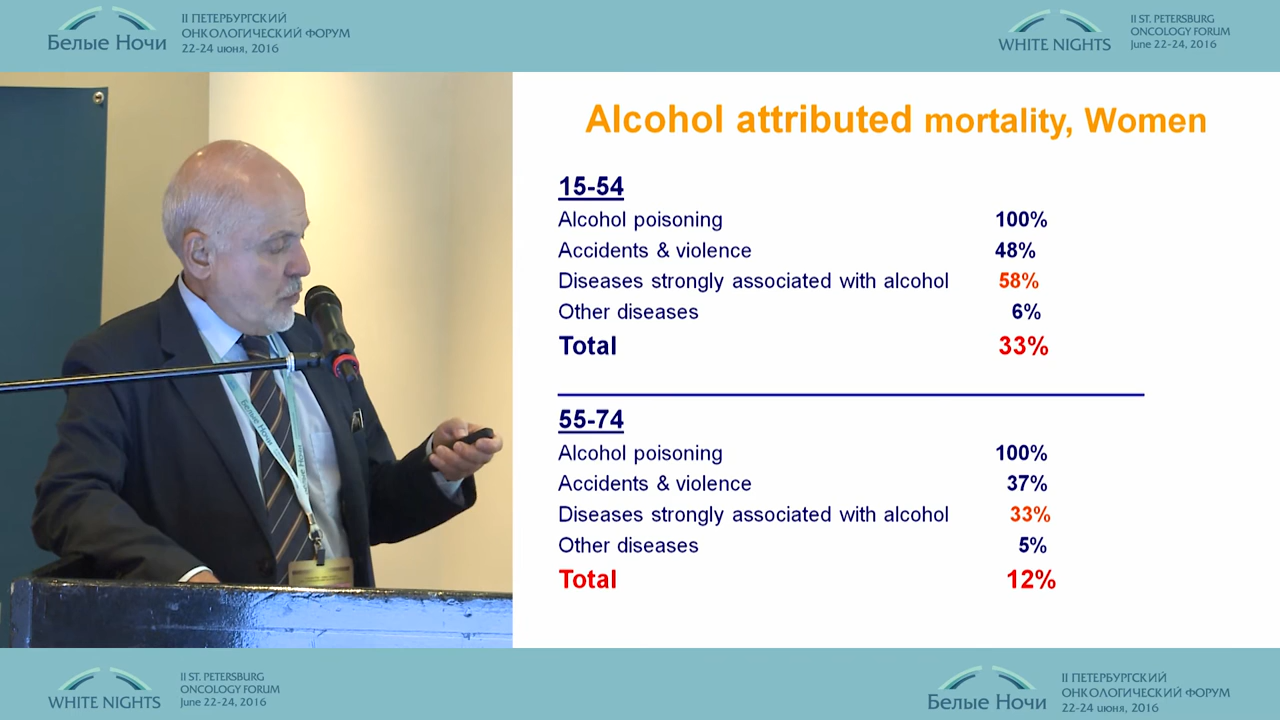 Белые Ночи
II ПЕТЕРБУРГСКИЙ
ОНКОЛОГИЧЕСКИЙ ФОРУМ
22-24 июня, 2016
WHITE NIGHTS
II ST. PETERSBURG
ONCOLOGY FORUM
June 22-24, 2016
Alcohol attributed mortality, Women
15-54
Alcohol poisoning 100%
Accidents & violence 48%
Diseases strongly associated with alcohol 58%
Other diseases 6%
Total 33%
55-74
Alcohol poisoning 100%
Accidents & violence 37%
Diseases strongly associated with alcohol 33%
Other diseases 5%
Total 12%
Белые Ночи
WHITE NIGHTS
II ST. PETERSBURG
ONCOLOGY FORUM
June 22-24, 2016
Белые Ночи
II ПЕТЕРБУРГСКИЙ
ОНКОЛОГИЧЕСКИЙ ФОРУМ
22-24 июня, 2016